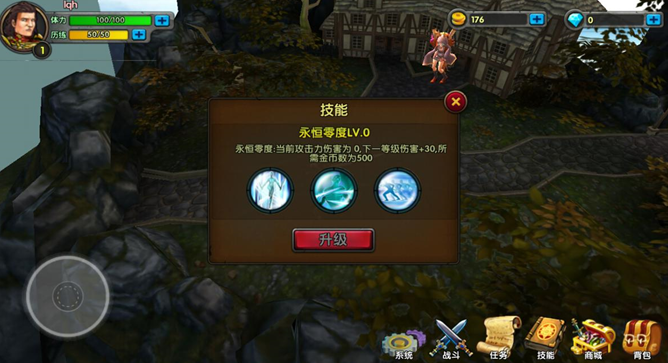 lqh
体力 100/100
历练 50/50
1
176
0
技能
永恒零度LV.0
永恒零度:当前攻击力伤害为 0,下一等级伤害+30,所
需金币数为500
升级
系统 战斗 任务 技能 商城 背包